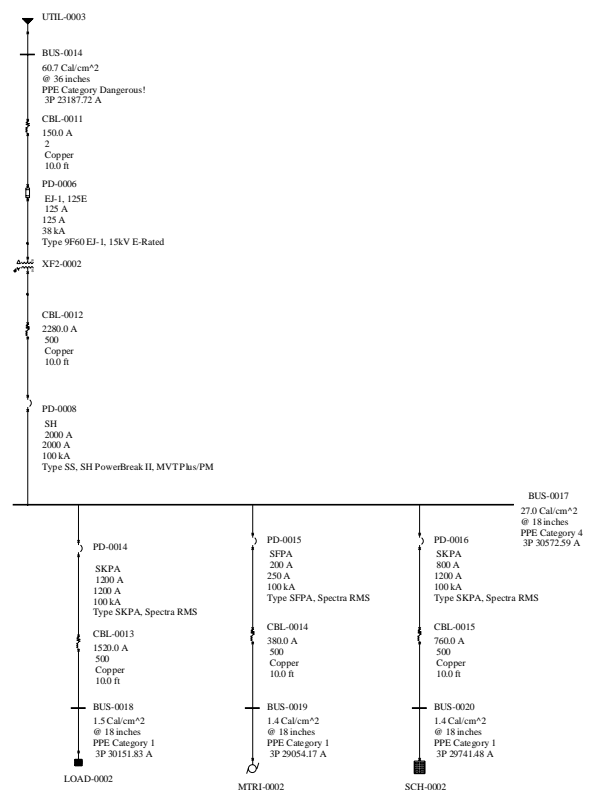 UTIL-0003
BUS-0014
60.7 Cal/cm^2
@ 36 inches
PPE Category Dangerous!
3P 23187.72 A
CBL-0011
150.0 A
2
Copper
10.0 ft
PD-0006
EJ-1, 125E
125 A
125 A
38 kA
Type 9F60 EJ-1, 15kV E-Rated
XF2-0002
CBL-0012
2280.0 A
500
Copper
10.0 ft
PD-0008
SH
2000 A
2000 A
100 kA
Type SS, SH PowerBreak II, MVT Plus/PM
BUS-0017
27.0 Cal/cm^2
@ 18 inches
PPE Category 4
3P 30572.59 A
PD-0014
SKPA
1200 A
1200 A
100 kA
Type SKPA, Spectra RMS
CBL-0013
1520.0 A
500
Copper
10.0 ft
BUS-0018
1.5 Cal/cm^2
@ 18 inches
PPE Category 1
3P 30151.83 A
LOAD-0002
PD-0015
SFPA
200 A
250 A
100 kA
Type SFPA, Spectra RMS
CBL-0014
380.0 A
500
Copper
10.0 ft
BUS-0019
1.4 Cal/cm^2
@ 18 inches
PPE Category 1
3P 29054.17 A
MTRI-0002
PD-0016
SKPA
800 A
1200 A
100 kA
Type SKPA, Spectra RMS
CBL-0015
760.0 A
500
Copper
10.0 ft
BUS-0020
1.4 Cal/cm^2
@ 18 inches
PPE Category 1
3P 29741.48 A
SCH-0002